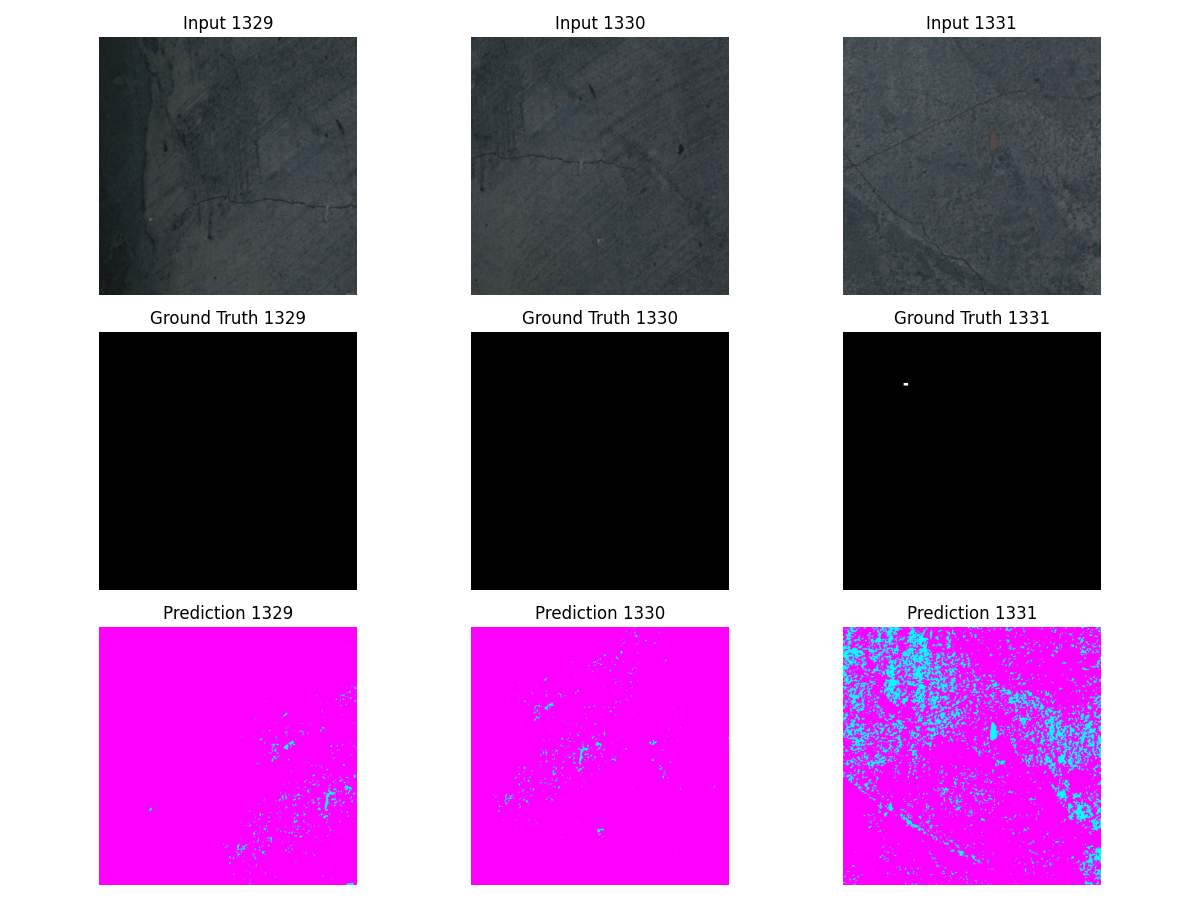 Input 1329
Input 1330
Input 1331
Ground Truth 1329
Ground Truth 1330
Ground Truth 1331
Prediction 1329
Prediction 1330
Prediction 1331